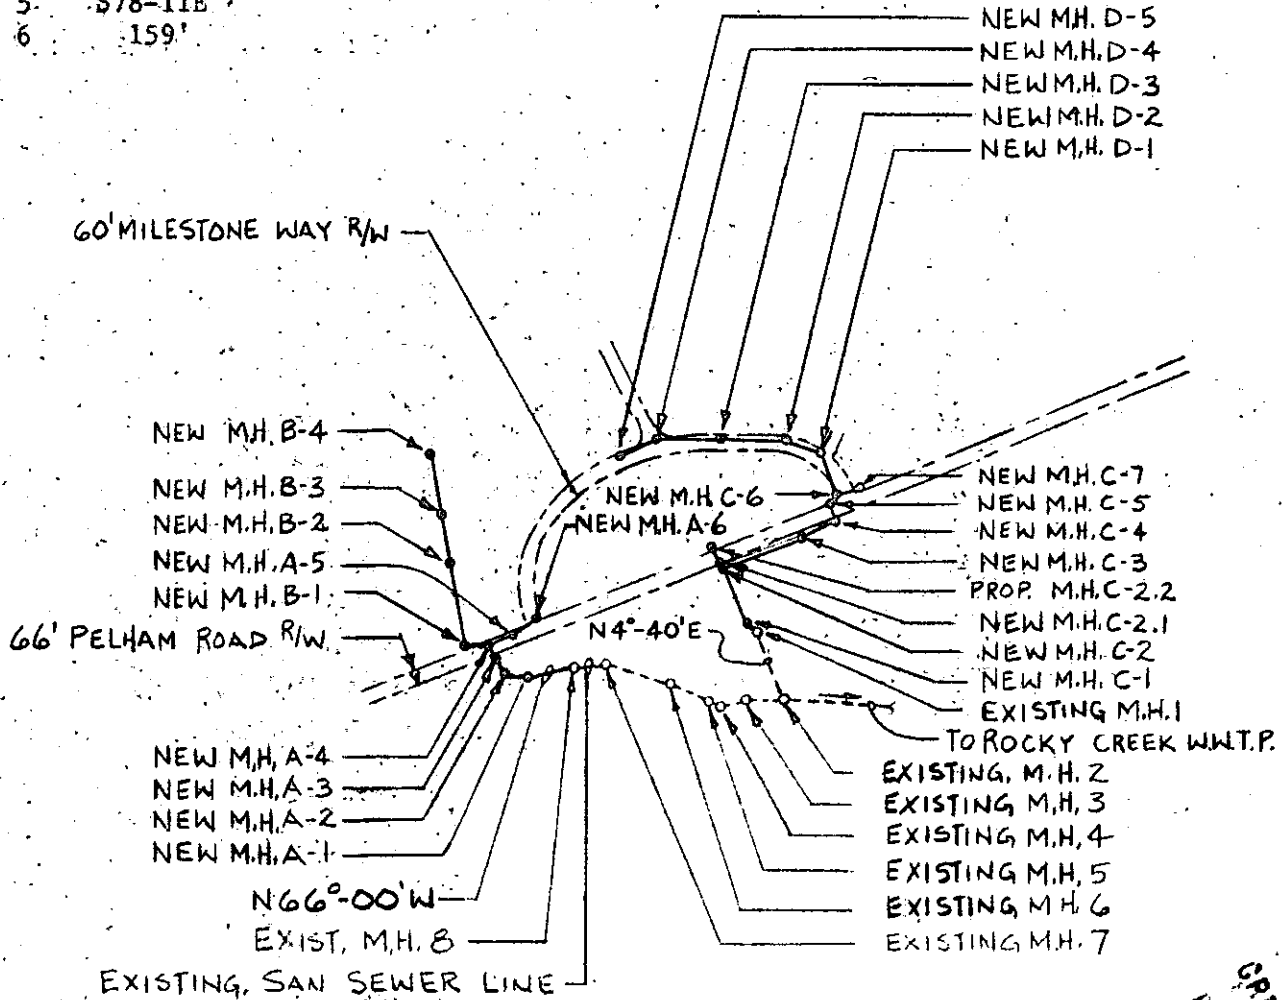 5 S78-11E
6 159'
NEW M.H. D-5
NEW M.H. D-4
NEW M.H. D-3
NEW M.H. D-2
NEW M.H. D-1
60' MILESTONE WAY R/W
NEW M.H. B-4
NEW M.H. B-3
NEW M.H. B-2
NEW M.H. A-5
NEW M.H. B-1
66' PELHAM ROAD R/W
NEW M.H. C-6
NEW M.H. A-6
N4°-40'E
NEW M.H. C-7
NEW M.H. C-5
NEW M.H. C-4
NEW M.H. C-3
PROP. M.H. C-2.2
NEW M.H. C-2.1
NEW M.H. C-2
NEW M.H. C-1
EXISTING M.H. 1
TO ROCKY CREEK W.W.T.P.
NEW M.H. A-4
NEW M.H. A-3
NEW M.H. A-2
NEW M.H. A-1
N66°-00'W
EXIST, M.H. 8
EXISTING, SAN SEWER LINE
EXISTING, M.H. 2
EXISTING M.H. 3
EXISTING M.H. 4
EXISTING M.H. 5
EXISTING M.H. 6
EXISTING M.H. 7